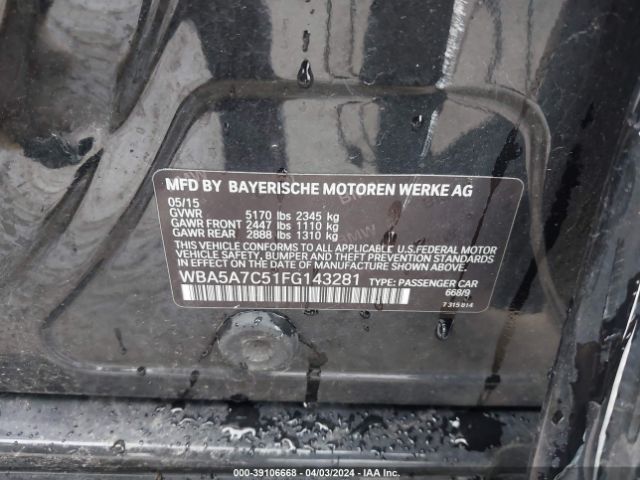 MFD BY BAYERISCHE MOTOREN WERKE AG
05/15
GVWR 5170 lbs 2345 kg
GAWR FRONT 2447 lbs 1110 kg
GAWR REAR 2888 lbs 1310 kg
THIS VEHICLE CONFORMS TO ALL APPLICABLE U.S.FEDERAL MOTOR
VEHICLE SAFETY, BUMPER AND THEFT PREVENTION STANDARDS
IN EFFECT ON THE DATE OF MANUFACTURE SHOWN ABOVE.
WBA5A7C51FG143281 TYPE: PASSENGER CAR
668/9
7 315 814
000-39106668 - 04/03/2024 - IAA Inc.